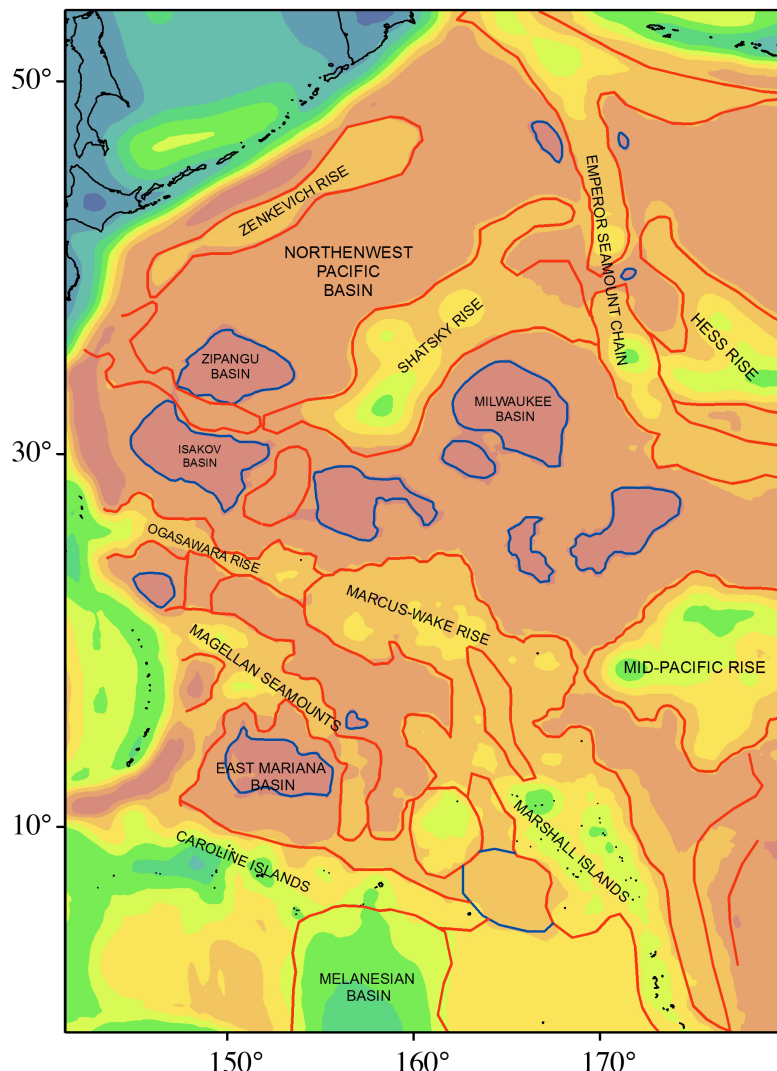 50°
ZENKEVICH RISE
EMPEROR SEAMOUNT CHAIN
NORTHENWEST
PACIFIC
BASIN
SHATSKY RISE
HESS RISE
ZIPANGU
BASIN
MILWAUKEE
BASIN
30°
ISAKOV
BASIN
OGASAWARA RISE
MARCUS-WAKE RISE
MAGELLAN SEAMOUNTS
MID-PACIFIC RISE
EAST MARIANA
BASIN
10°
CAROLINE ISLANDS
MARSHALL ISLANDS
MELANESIAN
BASIN
150°
160°
170°